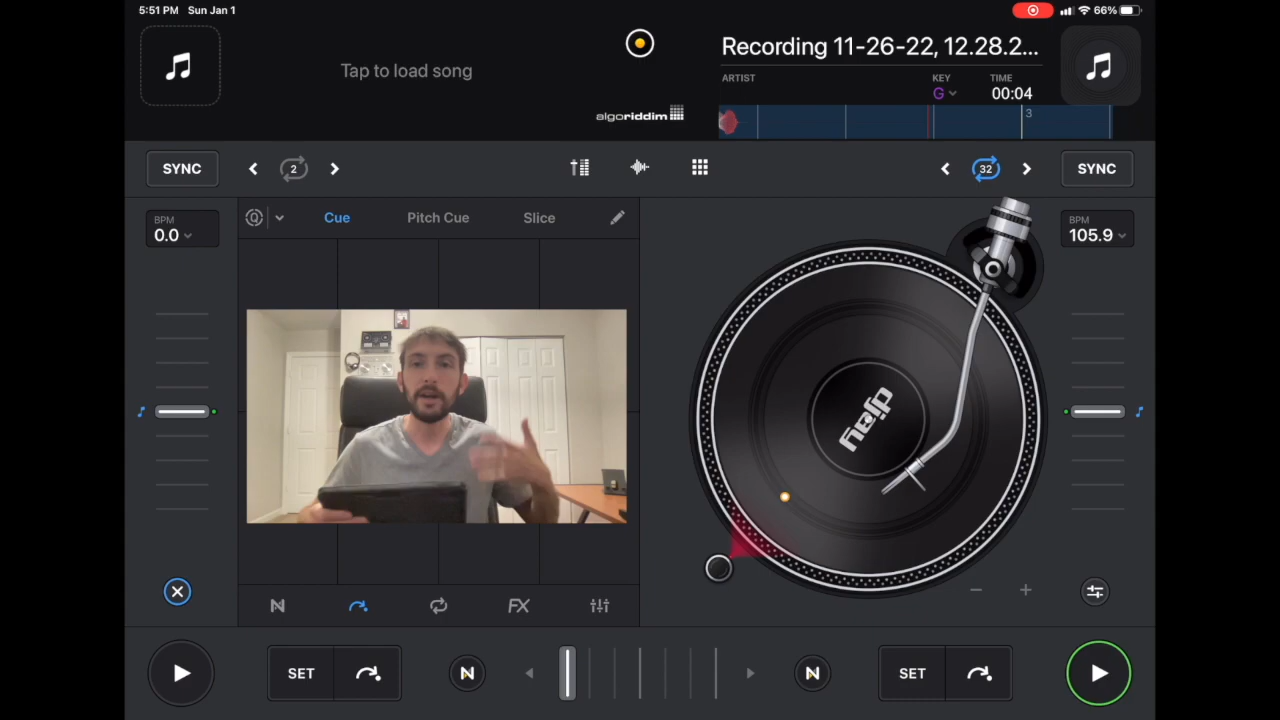 5:51 PM Sun Jan 1
66%
Tap to load song
algoriddim
Recording 11-26-22, 12.28.2...
ARTIST
KEY
G
TIME
00:04
3
SYNC
2
32
SYNC
BPM
0.0
Cue
Pitch Cue
Slice
BPM
105.9
djay
FX
SET
N
N
SET